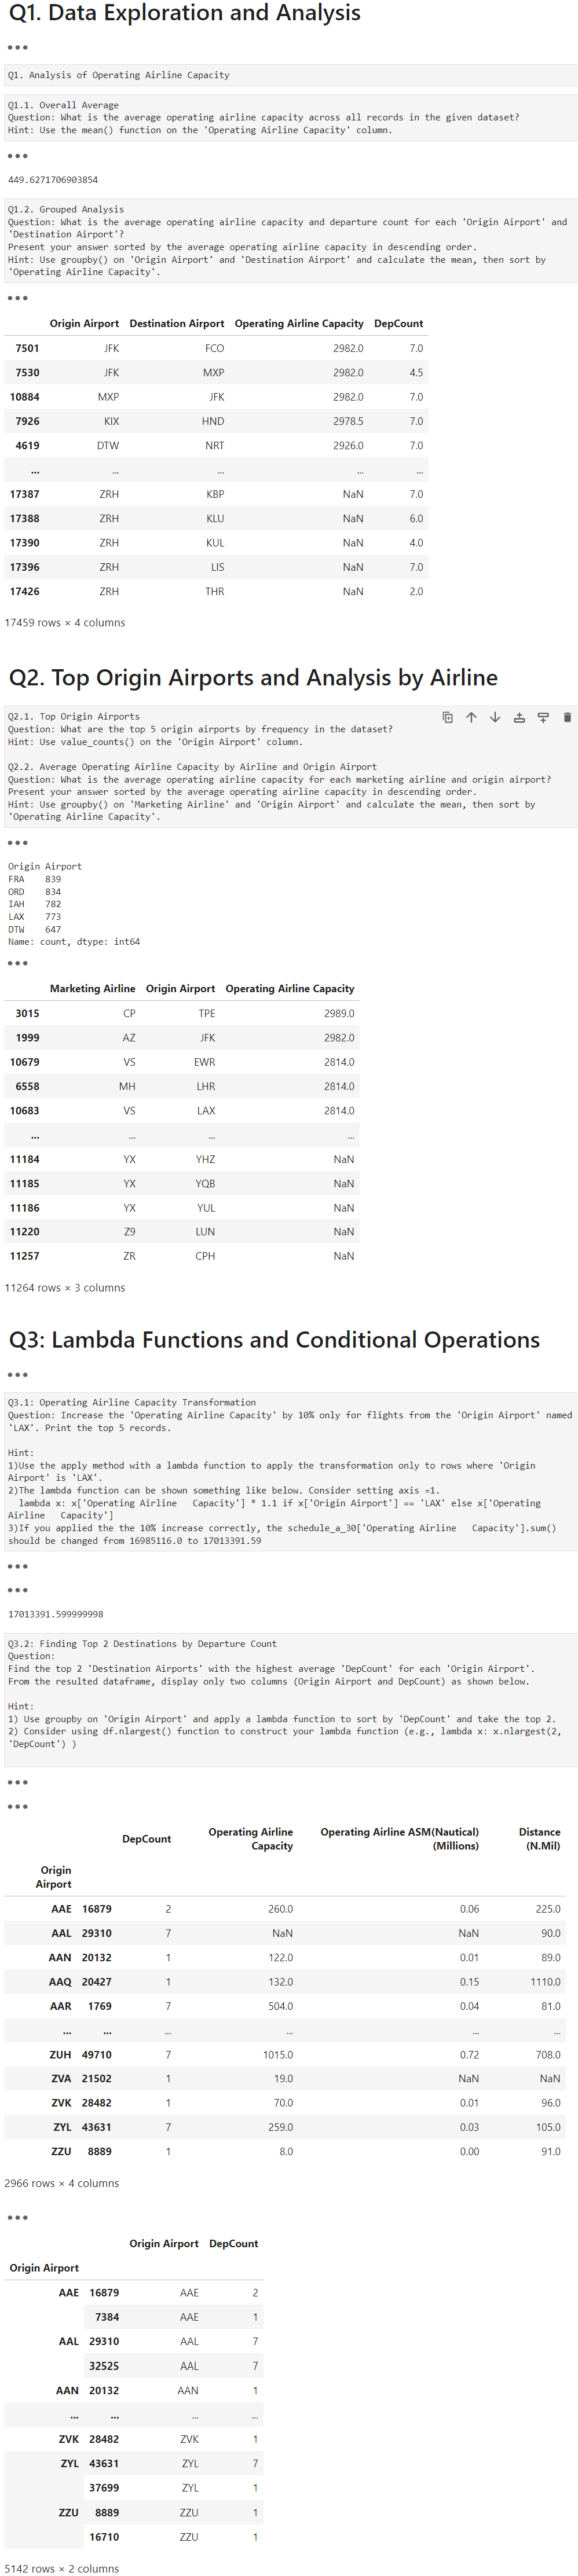 Q1. Data Exploration and Analysis
Q1. Analysis of Operating Airline Capacity
Q1.1. Overall Average
Question: What is the average operating airline capacity across all records in the given dataset?
Hint: Use the mean() function on the 'Operating Airline Capacity' column.
449.6271706903854
Q1.2. Grouped Analysis
Question: What is the average operating airline capacity and departure count for each 'Origin Airport' and
'Destination Airport'?
Present your answer sorted by the average operating airline capacity in descending order.
Hint: Use groupby() on 'Origin Airport' and 'Destination Airport' and calculate the mean, then sort by
'Operating Airline Capacity'.
Origin Airport Destination Airport Operating Airline Capacity DepCount
7501 JFK FCO 2982.0 7.0
7530 JFK MXP 2982.0 4.5
10884 MXP JFK 2982.0 7.0
7926 KIX HND 2978.5 7.0
4619 DTW NRT 2926.0 7.0
... ... ... ... ...
17387 ZRH KBP NaN 7.0
17388 ZRH KLU NaN 6.0
17390 ZRH KUL NaN 4.0
17396 ZRH LIS NaN 7.0
17426 ZRH THR NaN 2.0
17459 rows × 4 columns
Q2. Top Origin Airports and Analysis by Airline
Q2.1. Top Origin Airports
Question: What are the top 5 origin airports by frequency in the dataset?
Hint: Use value_counts() on the 'Origin Airport' column.
Q2.2. Average Operating Airline Capacity by Airline and Origin Airport
Question: What is the average operating airline capacity for each marketing airline and origin airport?
Present your answer sorted by the average operating airline capacity in descending order.
Hint: Use groupby() on 'Marketing Airline' and 'Origin Airport' and calculate the mean, then sort by
'Operating Airline Capacity'.
Origin Airport
FRA 839
ORD 834
IAH 782
LAX 773
DTW 647
Name: count, dtype: int64
Marketing Airline Origin Airport Operating Airline Capacity
3015 CP TPE 2989.0
1999 AZ JFK 2982.0
10679 VS EWR 2814.0
6558 MH LHR 2814.0
10683 VS LAX 2814.0
... ... ... ...
11184 YX YHZ NaN
11185 YX YQB NaN
11186 YX YUL NaN
11220 Z9 LUN NaN
11257 ZR CPH NaN
11264 rows × 3 columns
Q3: Lambda Functions and Conditional Operations
Q3.1: Operating Airline Capacity Transformation
Question: Increase the 'Operating Airline Capacity' by 10% only for flights from the 'Origin Airport' named
'LAX'. Print the top 5 records.
Hint:
1)Use the apply method with a lambda function to apply the transformation only to rows where 'Origin
Airport' is 'LAX'.
2)The lambda function can be shown something like below. Consider setting axis =1.
lambda x: x['Operating Airline   Capacity'] * 1.1 if x['Origin Airport'] == 'LAX' else x['Operating
Airline   Capacity']
3)If you applied the the 10% increase correctly, the schedule_a_30['Operating Airline   Capacity'].sum()
should be changed from 16985116.0 to 17013391.59
17013391.599999998
Q3.2: Finding Top 2 Destinations by Departure Count
Question:
Find the top 2 'Destination Airports' with the highest average 'DepCount' for each 'Origin Airport'.
From the resulted dataframe, display only two columns (Origin Airport and DepCount) as shown below.
Hint:
1) Use groupby on 'Origin Airport' and apply a lambda function to sort by 'DepCount' and take the top 2.
2) Consider using df.nlargest() function to construct your lambda function (e.g., lambda x: x.nlargest(2,
'DepCount') )
DepCount Operating Airline Capacity Operating Airline ASM(Nautical) (Millions) Distance (N.Mil)
Origin Airport
AAE 16879 2 260.0 0.06 225.0
AAL 29310 7 NaN NaN 90.0
AAN 20132 1 122.0 0.01 89.0
AAQ 20427 1 132.0 0.15 1110.0
AAR 1769 7 504.0 0.04 81.0
... ... ... ... ... ...
ZUH 49710 7 1015.0 0.72 708.0
ZVA 21502 1 19.0 NaN NaN
ZVK 28482 1 70.0 0.01 96.0
ZYL 43631 7 259.0 0.03 105.0
ZZU 8889 1 8.0 0.00 91.0
2966 rows × 4 columns
Origin Airport DepCount
Origin Airport
AAE 16879 AAE 2
7384 AAE 1
AAL 29310 AAL 7
32525 AAL 7
AAN 20132 AAN 1
... ... ... ...
ZVK 28482 ZVK 1
ZYL 43631 ZYL 7
37699 ZYL 1
ZZU 8889 ZZU 1
16710 ZZU 1
5142 rows × 2 columns